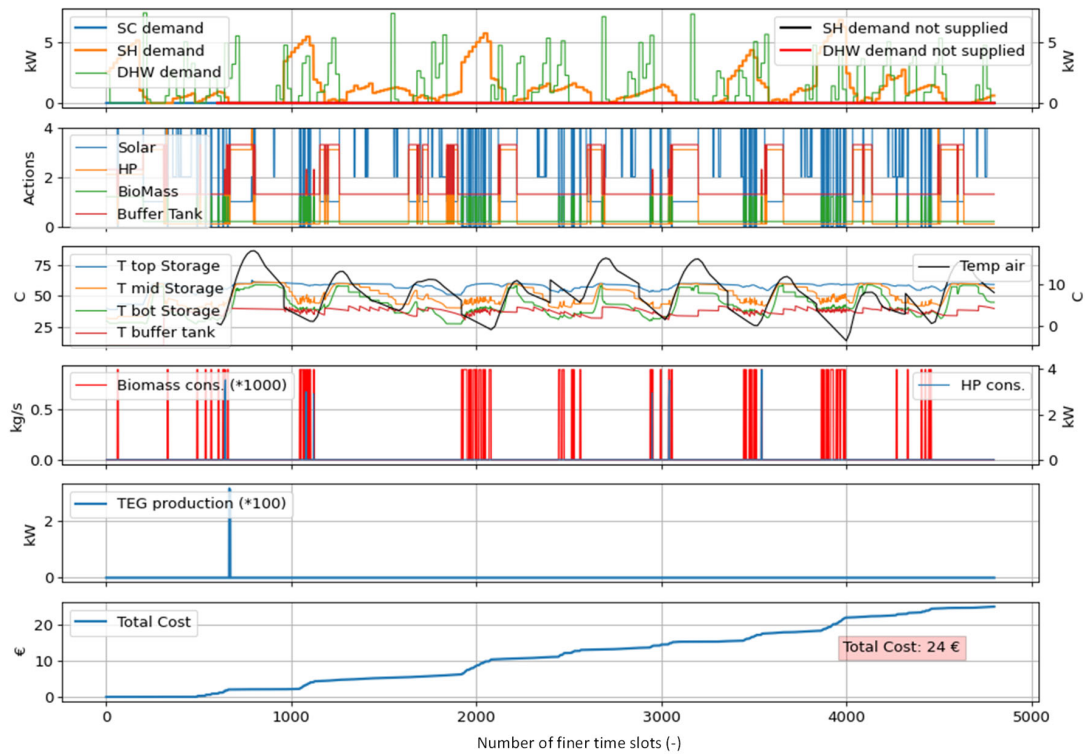 SC demand
SH demand
DHW demand
SH demand not supplied
DHW demand not supplied
5
0
kW
5
0
kW
Solar
HP
BioMass
Buffer Tank
4
2
0
Actions
T top Storage
T mid Storage
T bot Storage
T buffer tank
Temp air
75
50
25
C
10
0
C
Biomass cons. (*1000)
HP cons.
0.5
0.0
kg/s
4
2
0
kW
TEG production (*100)
2
0
kW
Total Cost
Total Cost: 24 €
20
10
0
€
0 1000 2000 3000 4000 5000
Number of finer time slots (-)